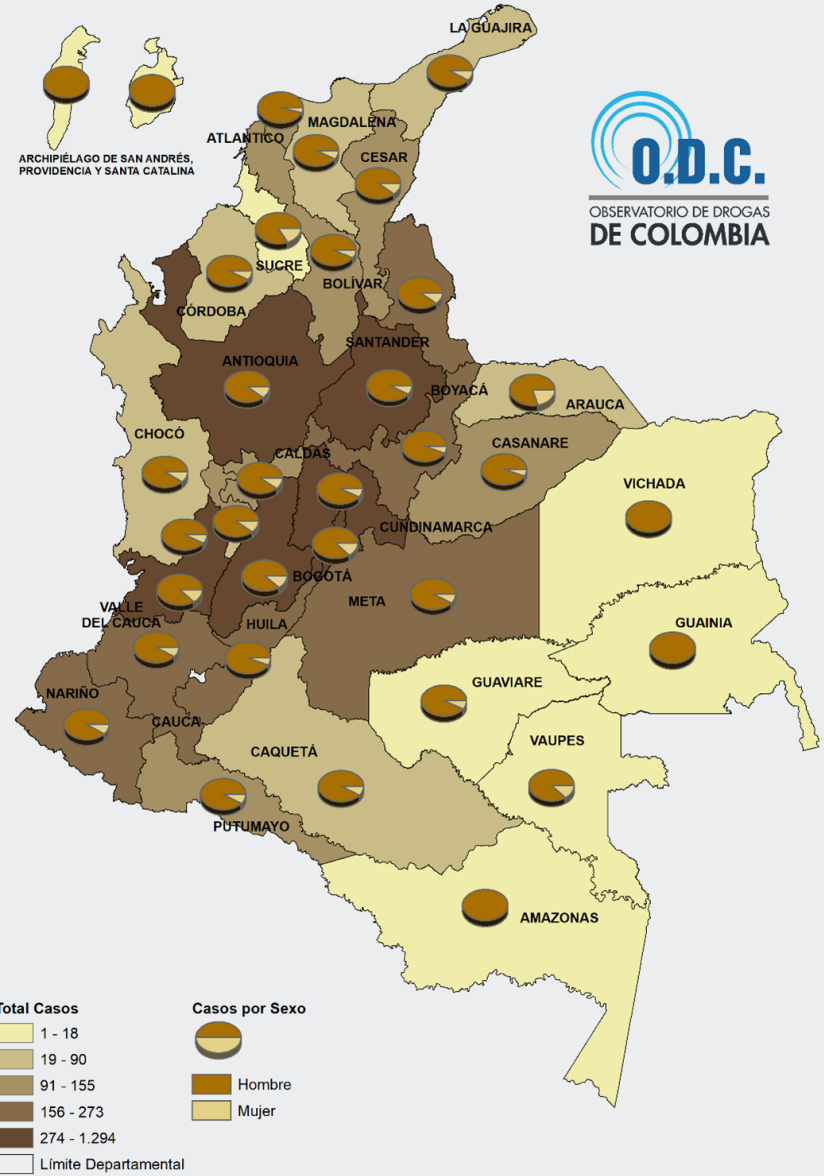 LA GUAJIRA
ATLANTICO
MAGDALENA
CESAR
ARCHIPIÉLAGO DE SAN ANDRÉS,
PROVIDENCIA Y SANTA CATALINA
O.D.C.
OBSERVATORIO DE DROGAS
DE COLOMBIA
SUCRE
BOLÍVAR
CÓRDOBA
SANTANDER
ANTIOQUIA
BOYACÁ
ARAUCA
CHOCÓ
CASANARE
CALDAS
VICHADA
CUNDINAMARCA
BOGOTÁ
META
VALLE
DEL CAUCA
HUILA
GUAINIA
GUAVIARE
NARIÑO
CAUCA
VAUPES
CAQUETÁ
PUTUMAYO
AMAZONAS
Total Casos
1 - 18
19 - 90
91 - 155
156 - 273
274 - 1.294
Límite Departamental
Casos por Sexo
Hombre
Mujer